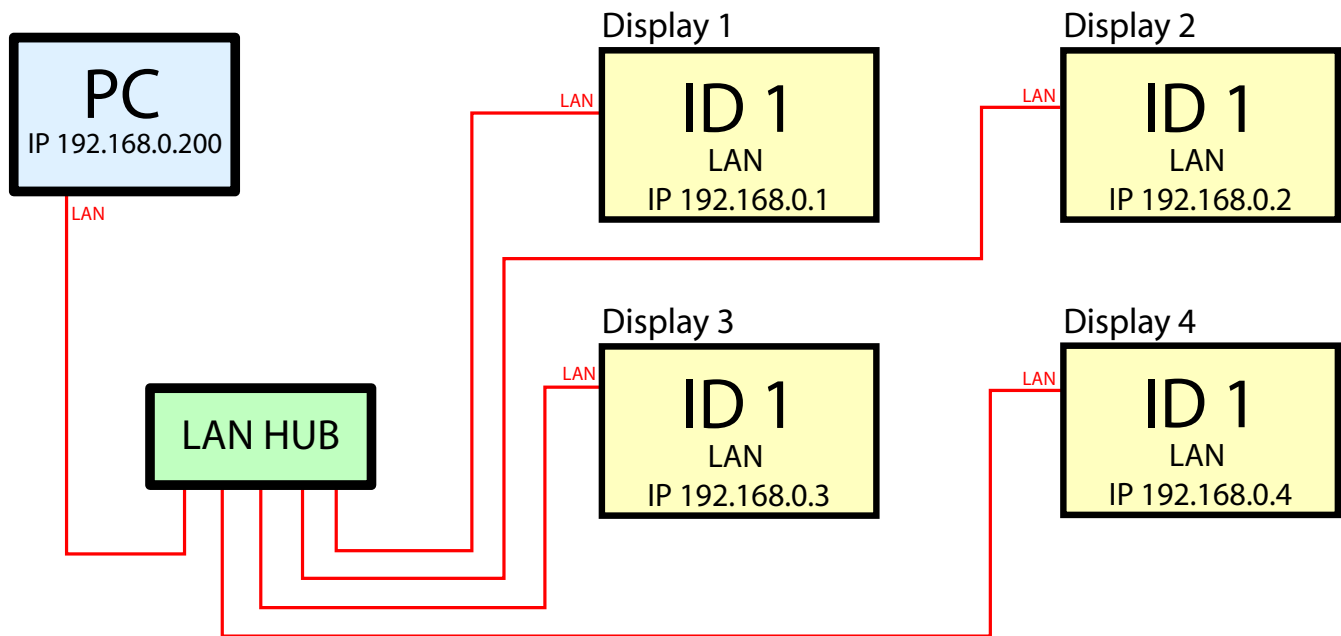 Display 1
Display 2
PC
IP 192.168.0.200
LAN
LAN
ID 1
LAN
IP 192.168.0.1
LAN
ID 1
LAN
IP 192.168.0.2
Display 3
Display 4
LAN HUB
LAN
ID 1
LAN
IP 192.168.0.3
LAN
ID 1
LAN
IP 192.168.0.4